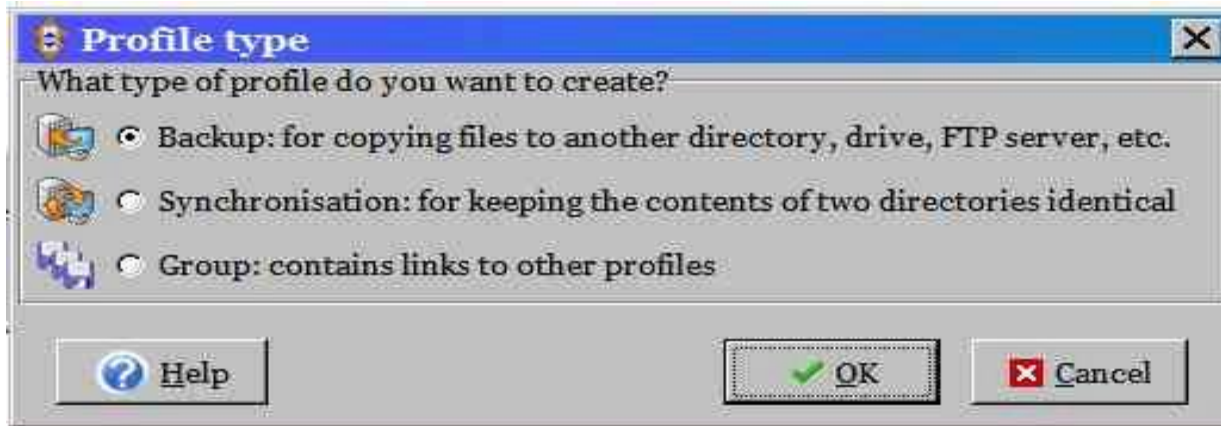 Profile type
What type of profile do you want to create?
Backup: for copying files to another directory, drive, FTP server, etc.
Synchronisation: for keeping the contents of two directories identical
Group: contains links to other profiles
Help OK Cancel